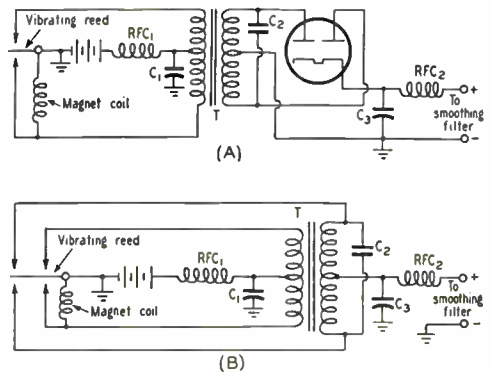 Vibrating reed
RFC1
C1
Magnet coil
T
C2
RFC2
C3
+
To
smoothing
filter
-
(A)
Vibrating reed
RFC1
C1
Magnet coil
T
C2
RFC2
C3
+
To
smoothing
filter
-
(B)